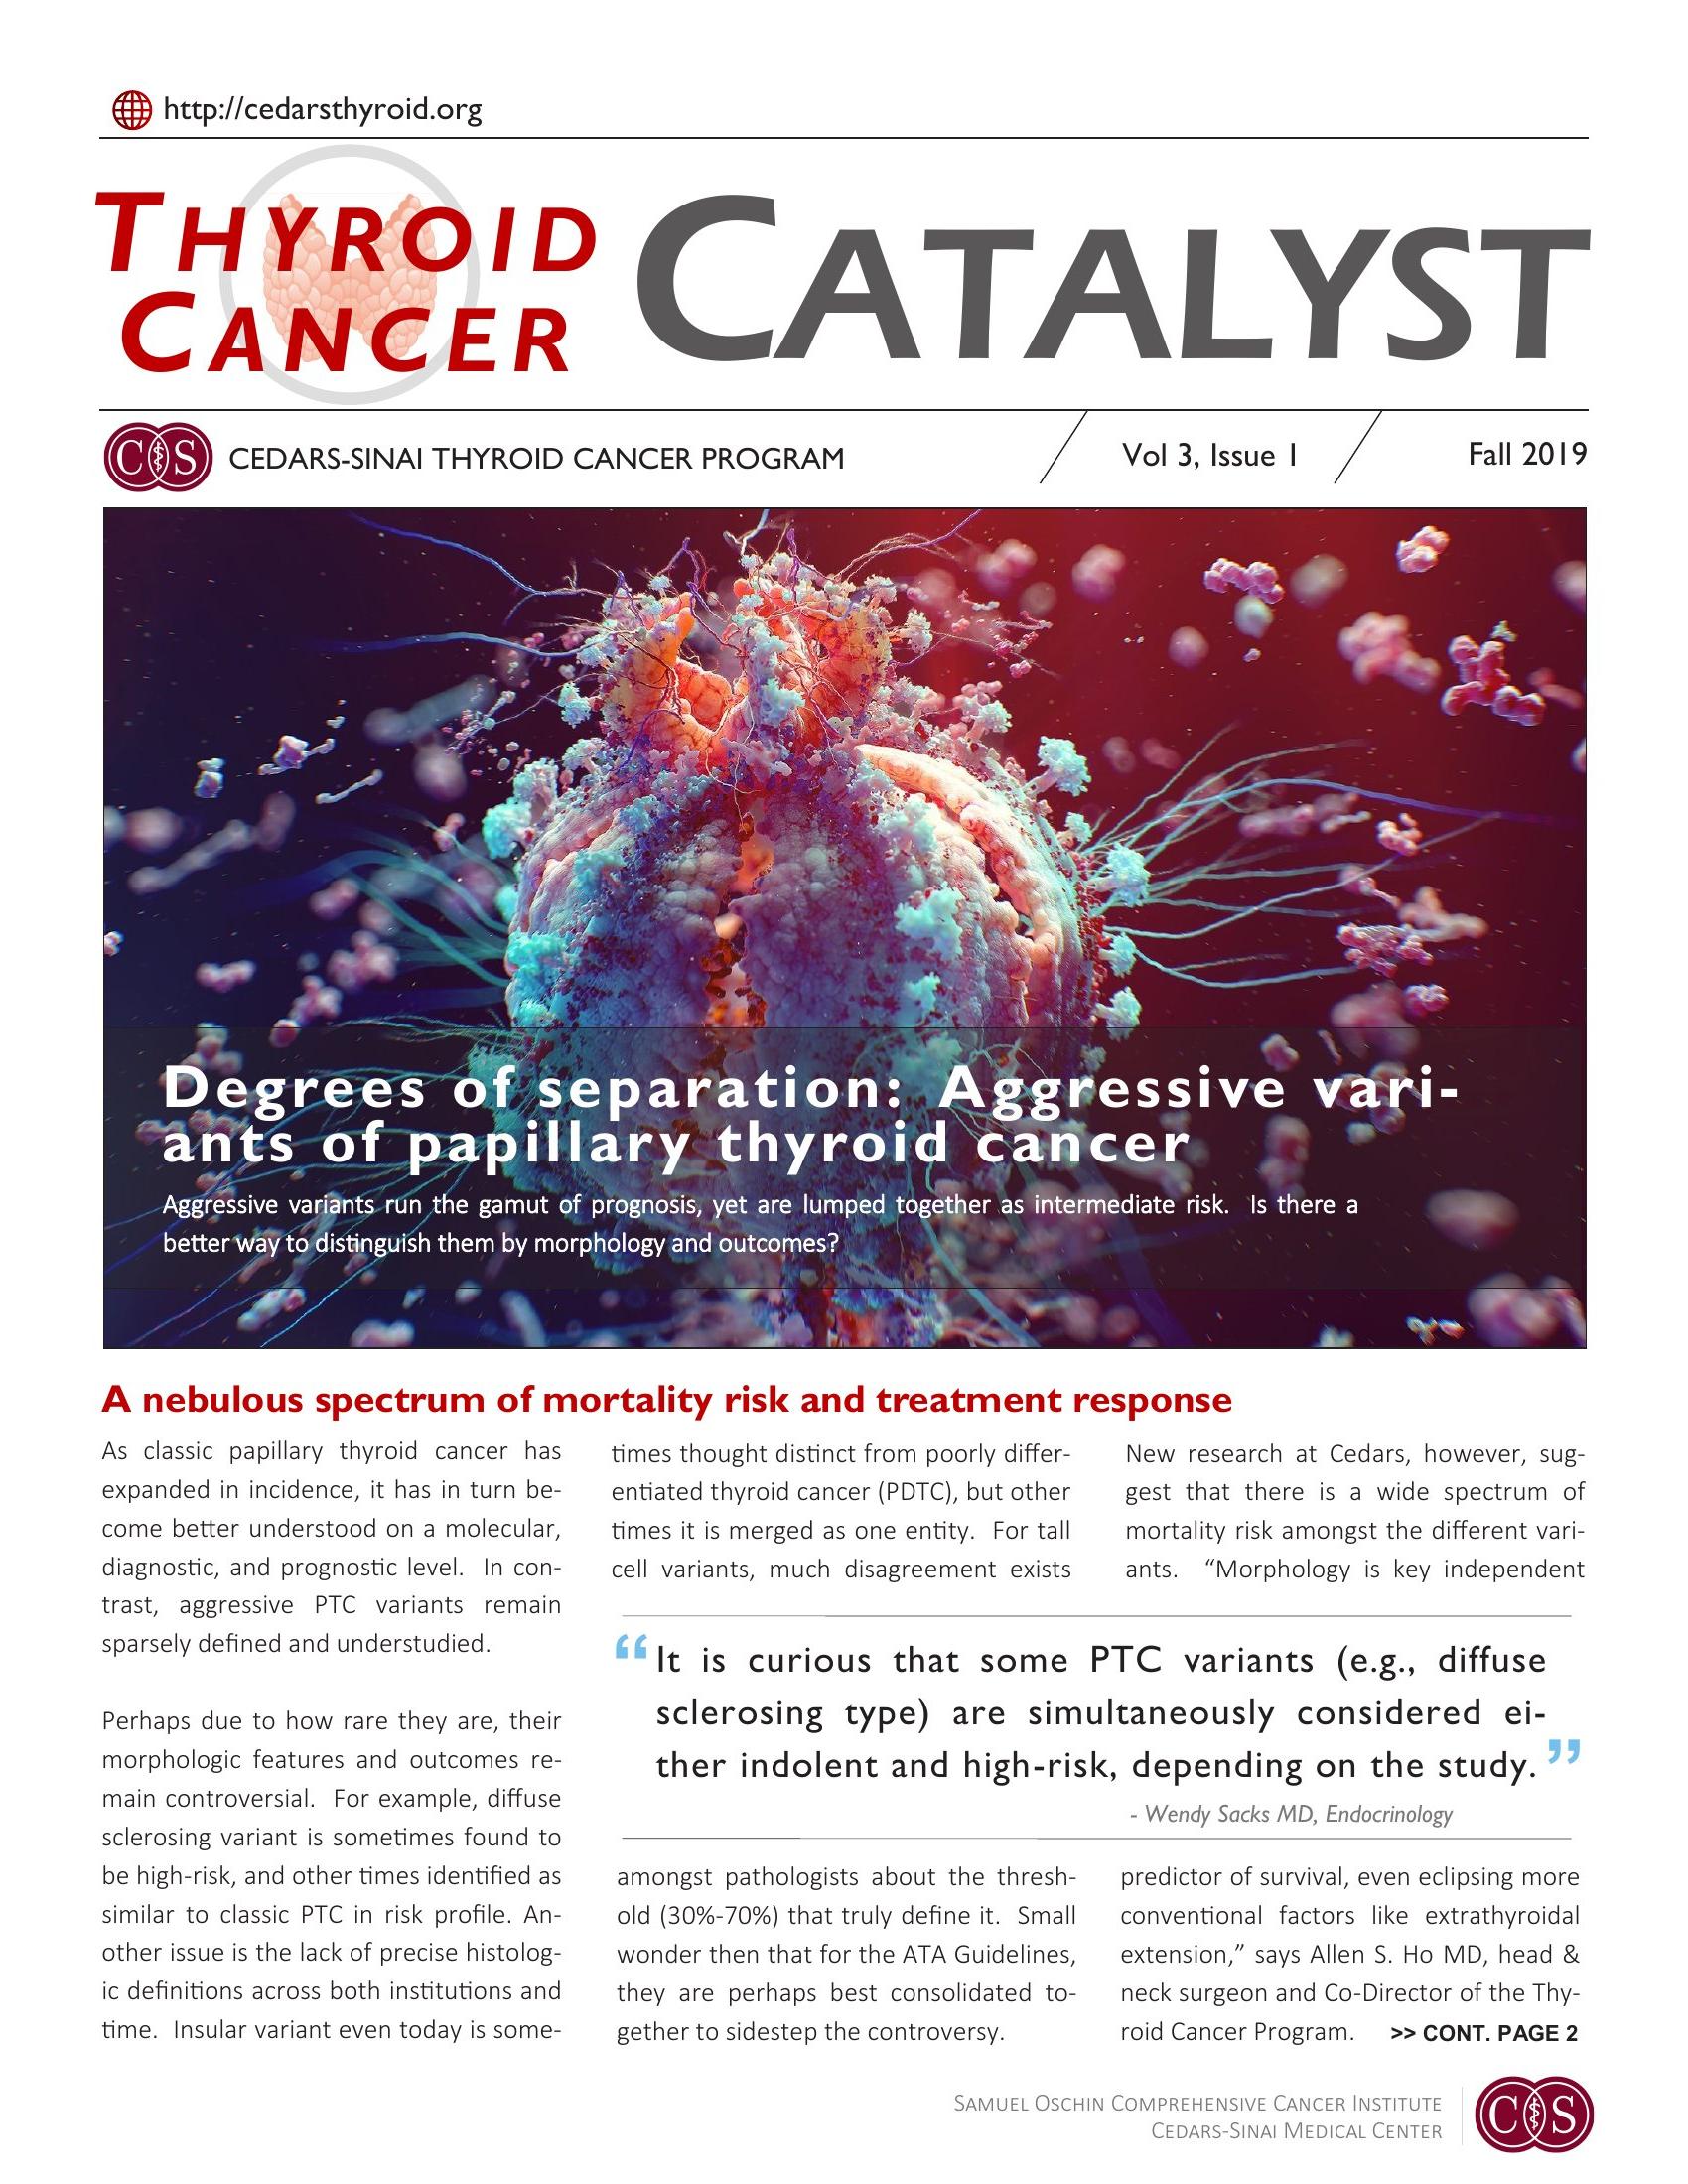 http://cedarsthyroid.org
THYROID
CANCER
CATALYST
CS
CEDARS-SINAI THYROID CANCER PROGRAM
Vol 3, Issue 1
Fall 2019
Degrees of separation: Aggressive vari-
ants of papillary thyroid cancer
Aggressive variants run the gamut of prognosis, yet are lumped together as intermediate risk. Is there a
better way to distinguish them by morphology and outcomes?
A nebulous spectrum of mortality risk and treatment response
As classic papillary thyroid cancer has
expanded in incidence, it has in turn be-
come better understood on a molecular,
diagnostic, and prognostic level. In con-
trast, aggressive PTC variants remain
sparsely defined and understudied.
Perhaps due to how rare they are, their
morphologic features and outcomes re-
main controversial. For example, diffuse
sclerosing variant is sometimes found to
be high-risk, and other times identified as
similar to classic PTC in risk profile. An-
other issue is the lack of precise histolog-
ic definitions across both institutions and
time. Insular variant even today is some-
times thought distinct from poorly differ-
entiated thyroid cancer (PDTC), but other
times it is merged as one entity. For tall
cell variants, much disagreement exists
amongst pathologists about the thresh-
old (30%-70%) that truly define it. Small
wonder then that for the ATA Guidelines,
they are perhaps best consolidated to-
gether to sidestep the controversy.
New research at Cedars, however, sug-
gest that there is a wide spectrum of
mortality risk amongst the different vari-
ants. “Morphology is key independent
predictor of survival, even eclipsing more
conventional factors like extrathyroidal
extension,” says Allen S. Ho MD, head &
neck surgeon and Co-Director of the Thy-
roid Cancer Program. >> CONT. PAGE 2
“It is curious that some PTC variants (e.g., diffuse
sclerosing type) are simultaneously considered ei-
ther indolent and high-risk, depending on the study.”
- Wendy Sacks MD, Endocrinology
SAMUEL OSCHIN COMPREHENSIVE CANCER INSTITUTE
CEDARS-SINAI MEDICAL CENTER
CS